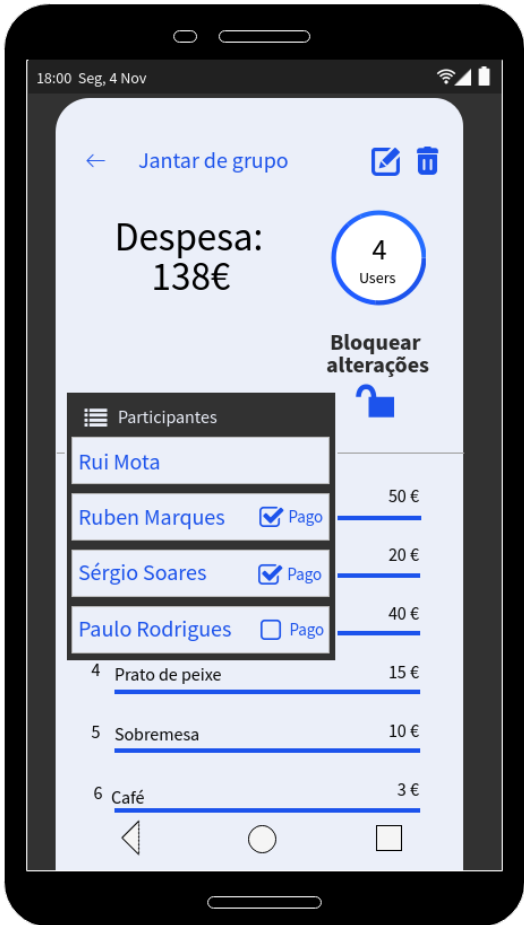 18:00 Seg, 4 Nov
Jantar de grupo
Despesa:
138€
4
Users
Bloquear
alterações
Participantes
Rui Mota
Ruben Marques Pago
Sérgio Soares Pago
Paulo Rodrigues Pago
50 €
20 €
40 €
4 Prato de peixe 15 €
5 Sobremesa 10 €
6 Café 3 €